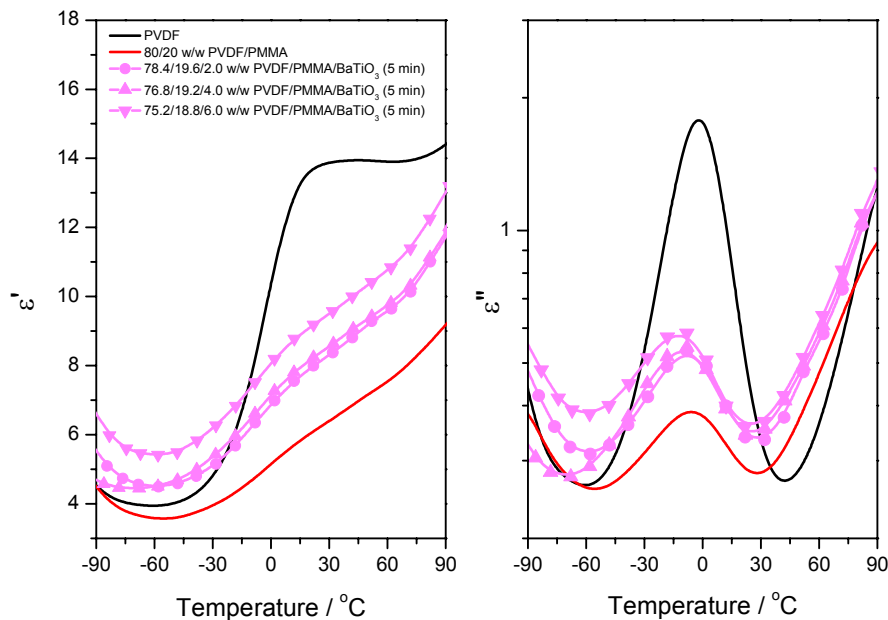 18
16
14
12
10
8
6
4
ε'
PVDF
80/20 w/w PVDF/PMMA
78.4/19.6/2.0 w/w PVDF/PMMA/BaTiO₃ (5 min)
76.8/19.2/4.0 w/w PVDF/PMMA/BaTiO₃ (5 min)
75.2/18.8/6.0 w/w PVDF/PMMA/BaTiO₃ (5 min)
-90 -60 -30 0 30 60 90
Temperature / °C
1
ε"
-90 -60 -30 0 30 60 90
Temperature / °C